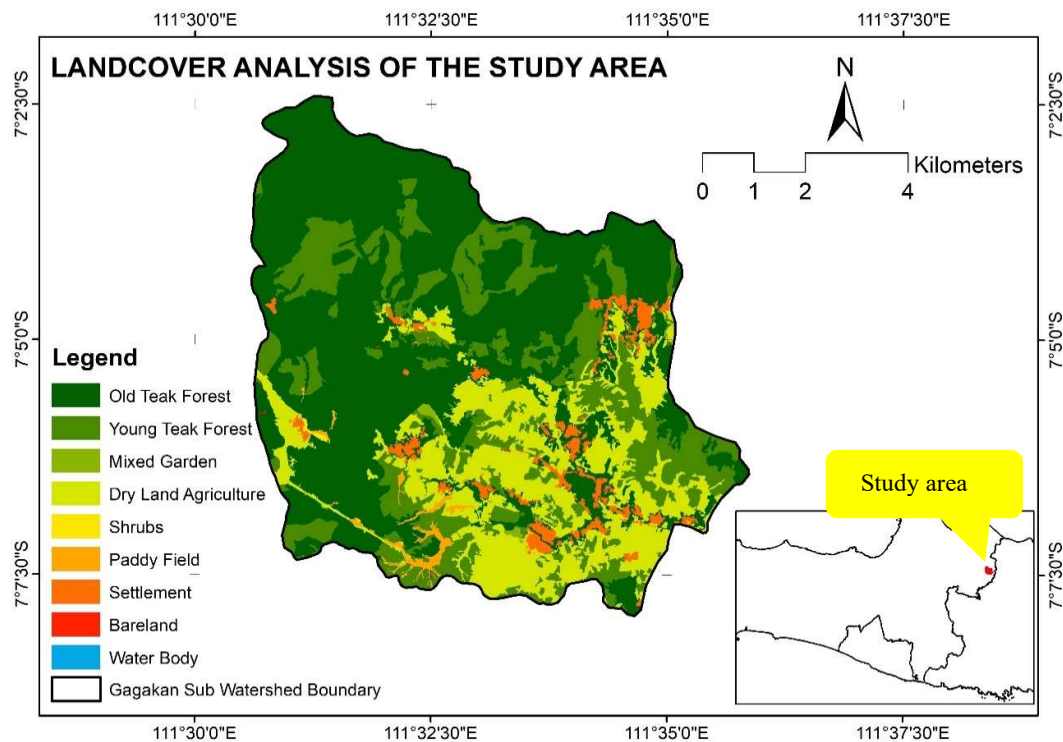 111°30'0"E 111°32'30"E 111°35'0"E 111°37'30"E
LANDCOVER ANALYSIS OF THE STUDY AREA
N
7°2'30"S
7°2'30"S
Kilometers
0 1 2 4
7°5'0"S
7°5'0"S
Legend
Old Teak Forest
Young Teak Forest
Mixed Garden
Dry Land Agriculture
Shrubs
Paddy Field
Settlement
Bareland
Water Body
Gagakan Sub Watershed Boundary
Study area
7°7'30"S
7°7'30"S
111°30'0"E 111°32'30"E 111°35'0"E 111°37'30"E